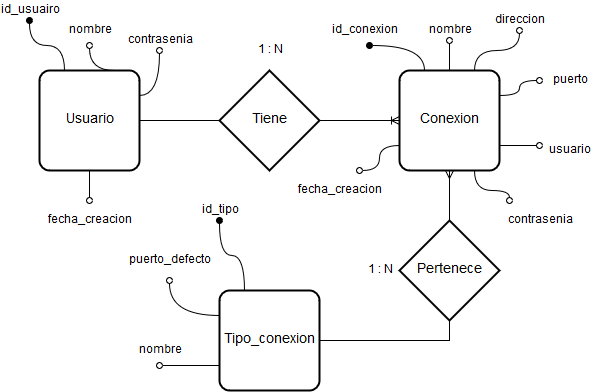 id_usuairo
nombre
contrasenia
Usuario
fecha_creacion
1 : N
Tiene
id_conexion
nombre
direccion
puerto
Conexion
usuario
fecha_creacion
contrasenia
id_tipo
puerto_defecto
1 : N
Pertenece
Tipo_conexion
nombre